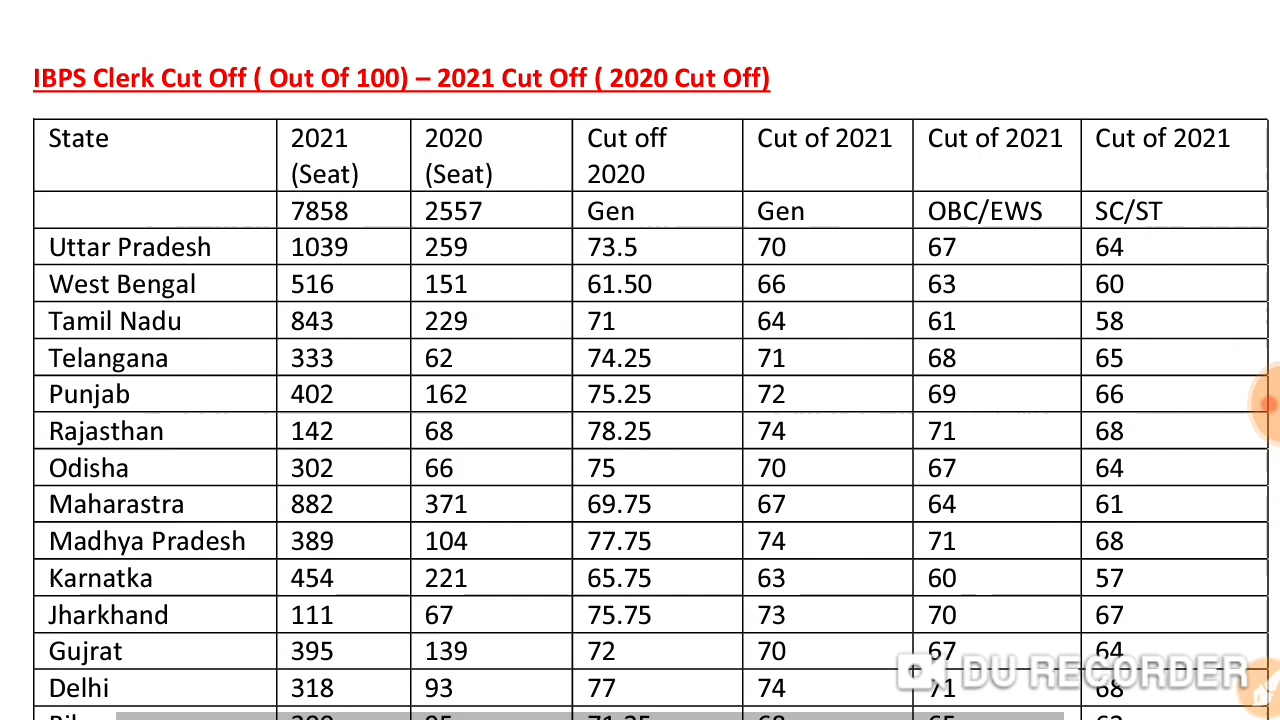 IBPS Clerk Cut Off ( Out Of 100) – 2021 Cut Off ( 2020 Cut Off)
State 2021 (Seat) 2020 (Seat) Cut off 2020 Cut of 2021 Cut of 2021 Cut of 2021
7858 2557 Gen Gen OBC/EWS SC/ST
Uttar Pradesh 1039 259 73.5 70 67 64
West Bengal 516 151 61.50 66 63 60
Tamil Nadu 843 229 71 64 61 58
Telangana 333 62 74.25 71 68 65
Punjab 402 162 75.25 72 69 66
Rajasthan 142 68 78.25 74 71 68
Odisha 302 66 75 70 67 64
Maharastra 882 371 69.75 67 64 61
Madhya Pradesh 389 104 77.75 74 71 68
Karnatka 454 221 65.75 63 60 57
Jharkhand 111 67 75.75 73 70 67
Gujrat 395 139 72 70 67 64
DU RECORDER
Delhi 318 93 77 74 71 68